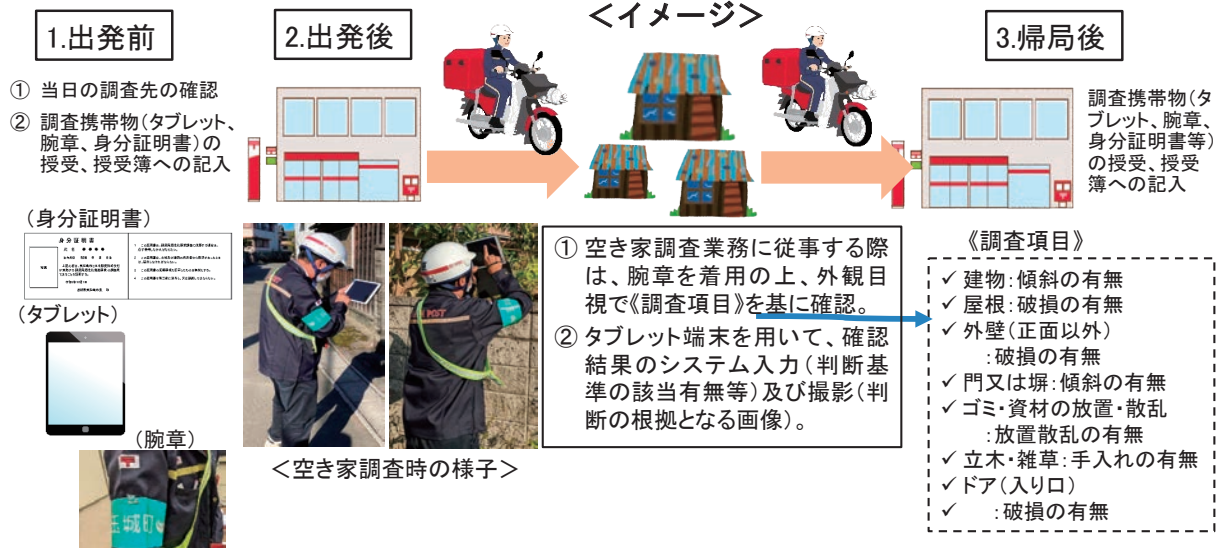 ＜イメージ＞
1.出発前
① 当日の調査先の確認
② 調査携帯物(タブレット、
腕章、身分証明書)の
授受、授受簿への記入
(身分証明書)
身分証明書
写真
(タブレット)
(腕章)
玉城町
2.出発後
POST
＜空き家調査時の様子＞
① 空き家調査業務に従事する際
は、腕章を着用の上、外観目
視で《調査項目》を基に確認。
② タブレット端末を用いて、確認
結果のシステム入力(判断基
準の該当有無等)及び撮影(判
断の根拠となる画像)。
3.帰局後
調査携帯物(タ
ブレット、腕章、
身分証明書等)
の授受、授受
簿への記入
《調査項目》
✓ 建物:傾斜の有無
✓ 屋根:破損の有無
✓ 外壁(正面以外)
:破損の有無
✓ 門又は塀:傾斜の有無
✓ ゴミ・資材の放置・散乱
:放置散乱の有無
✓ 立木・雑草:手入れの有無
✓ ドア(入り口)
✓ :破損の有無